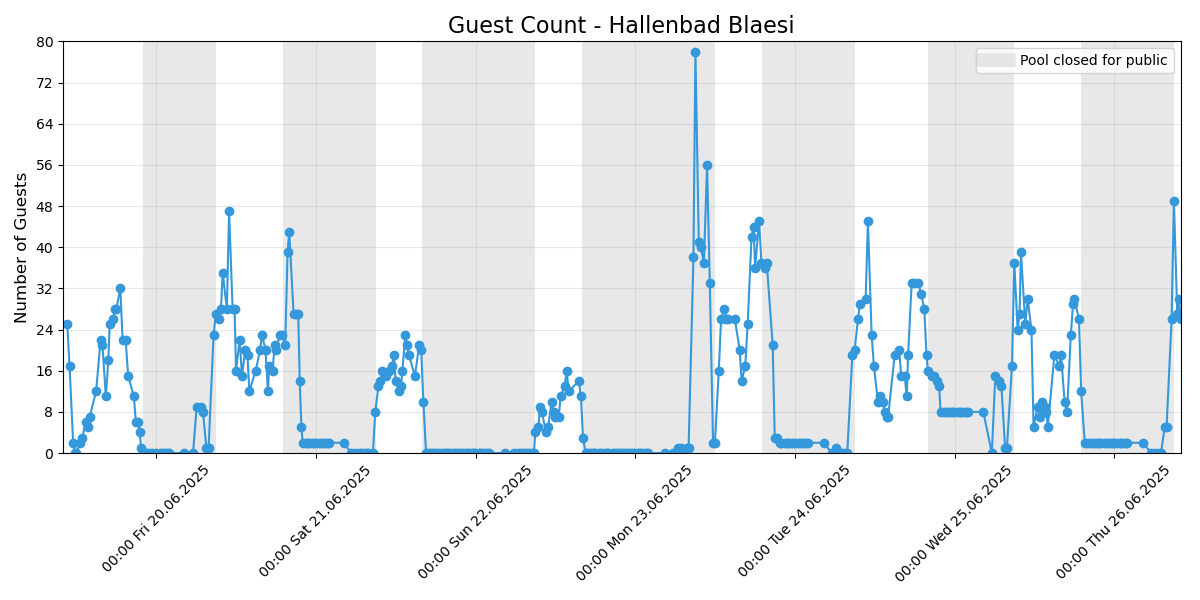 Guest Count - Hallenbad Blaesi
Pool closed for public
Number of Guests
80
72
64
56
48
40
32
24
16
8
0
00:00 Fri 20.06.2025
00:00 Sat 21.06.2025
00:00 Sun 22.06.2025
00:00 Mon 23.06.2025
00:00 Tue 24.06.2025
00:00 Wed 25.06.2025
00:00 Thu 26.06.2025